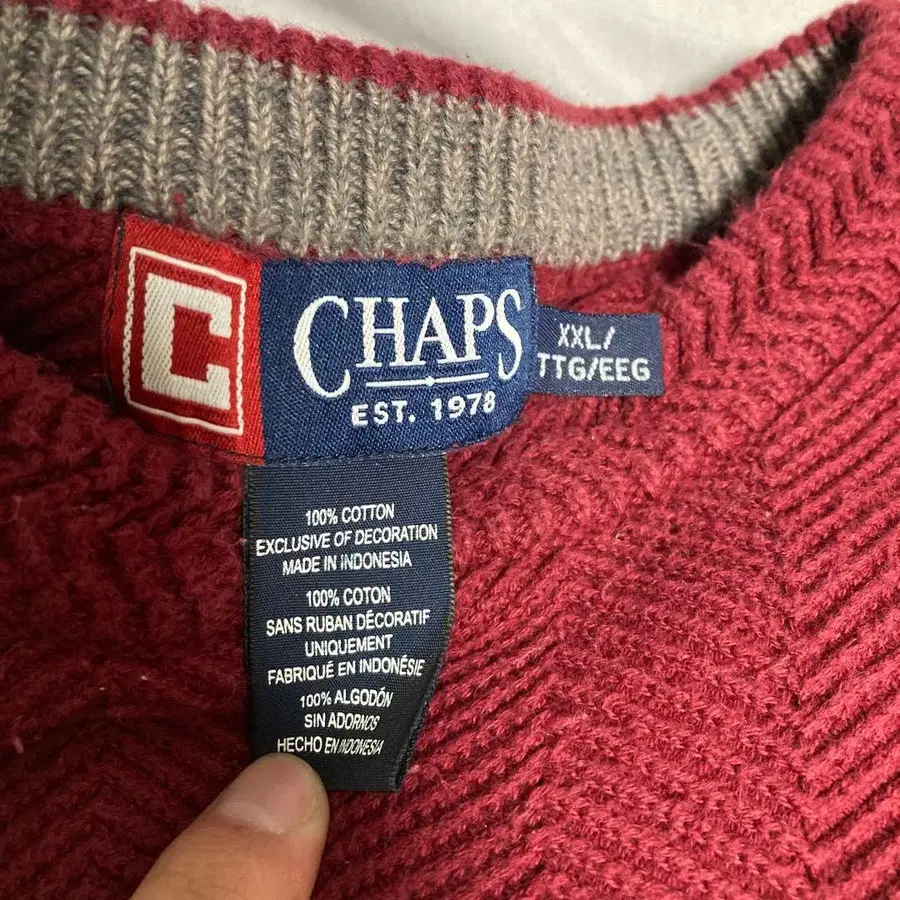 C
CHAPS
EST. 1978
XXL/
TTG/EEG
100% COTTON
EXCLUSIVE OF DECORATION
MADE IN INDONESIA
100% COTON
SANS RUBAN DÉCORATIF
UNIQUEMENT
FABRIQUÉ EN INDONÉSIE
100% ALGODÓN
SIN ADORNOS
HECHO EN INDONESIA